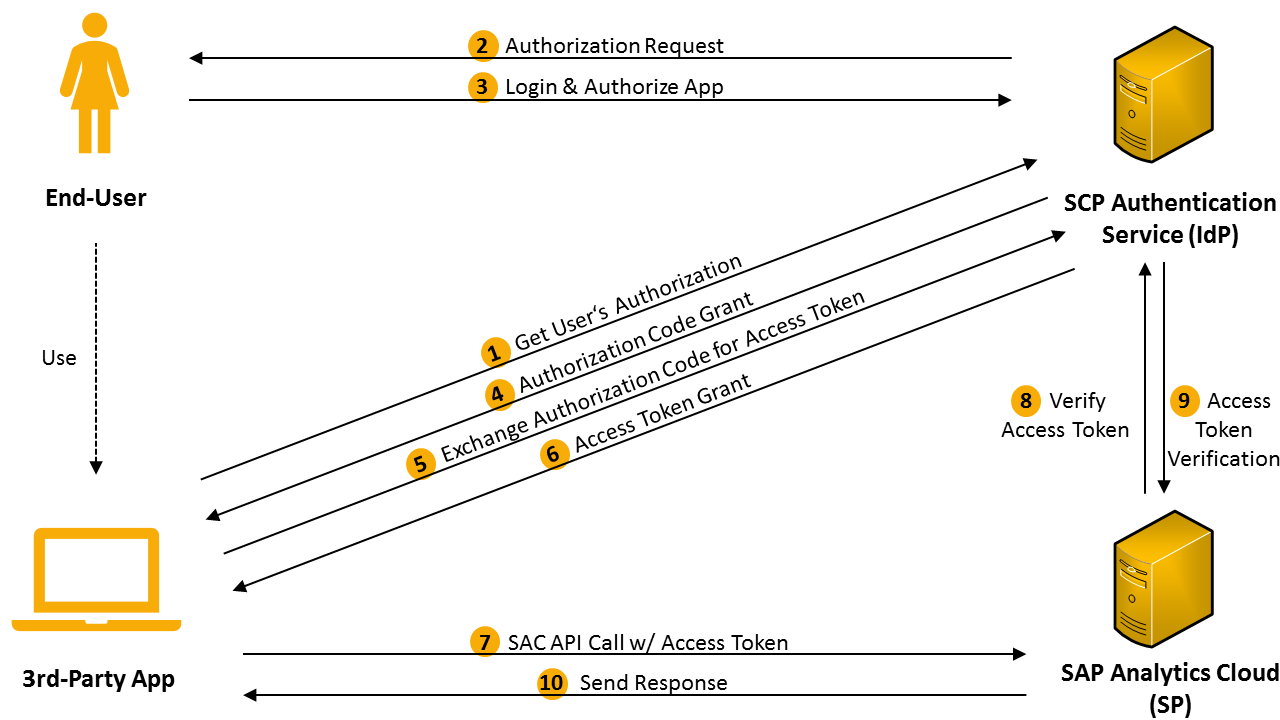 2 Authorization Request
3 Login & Authorize App
End-User
SCP Authentication
Service (IdP)
1 Get User‘s Authorization
4 Authorization Code Grant
5 Exchange Authorization Code for Access Token
6 Access Token Grant
Use
8 Verify
Access Token
9 Access
Token
Verification
7 SAC API Call w/ Access Token
10 Send Response
3rd-Party App
SAP Analytics Cloud
(SP)